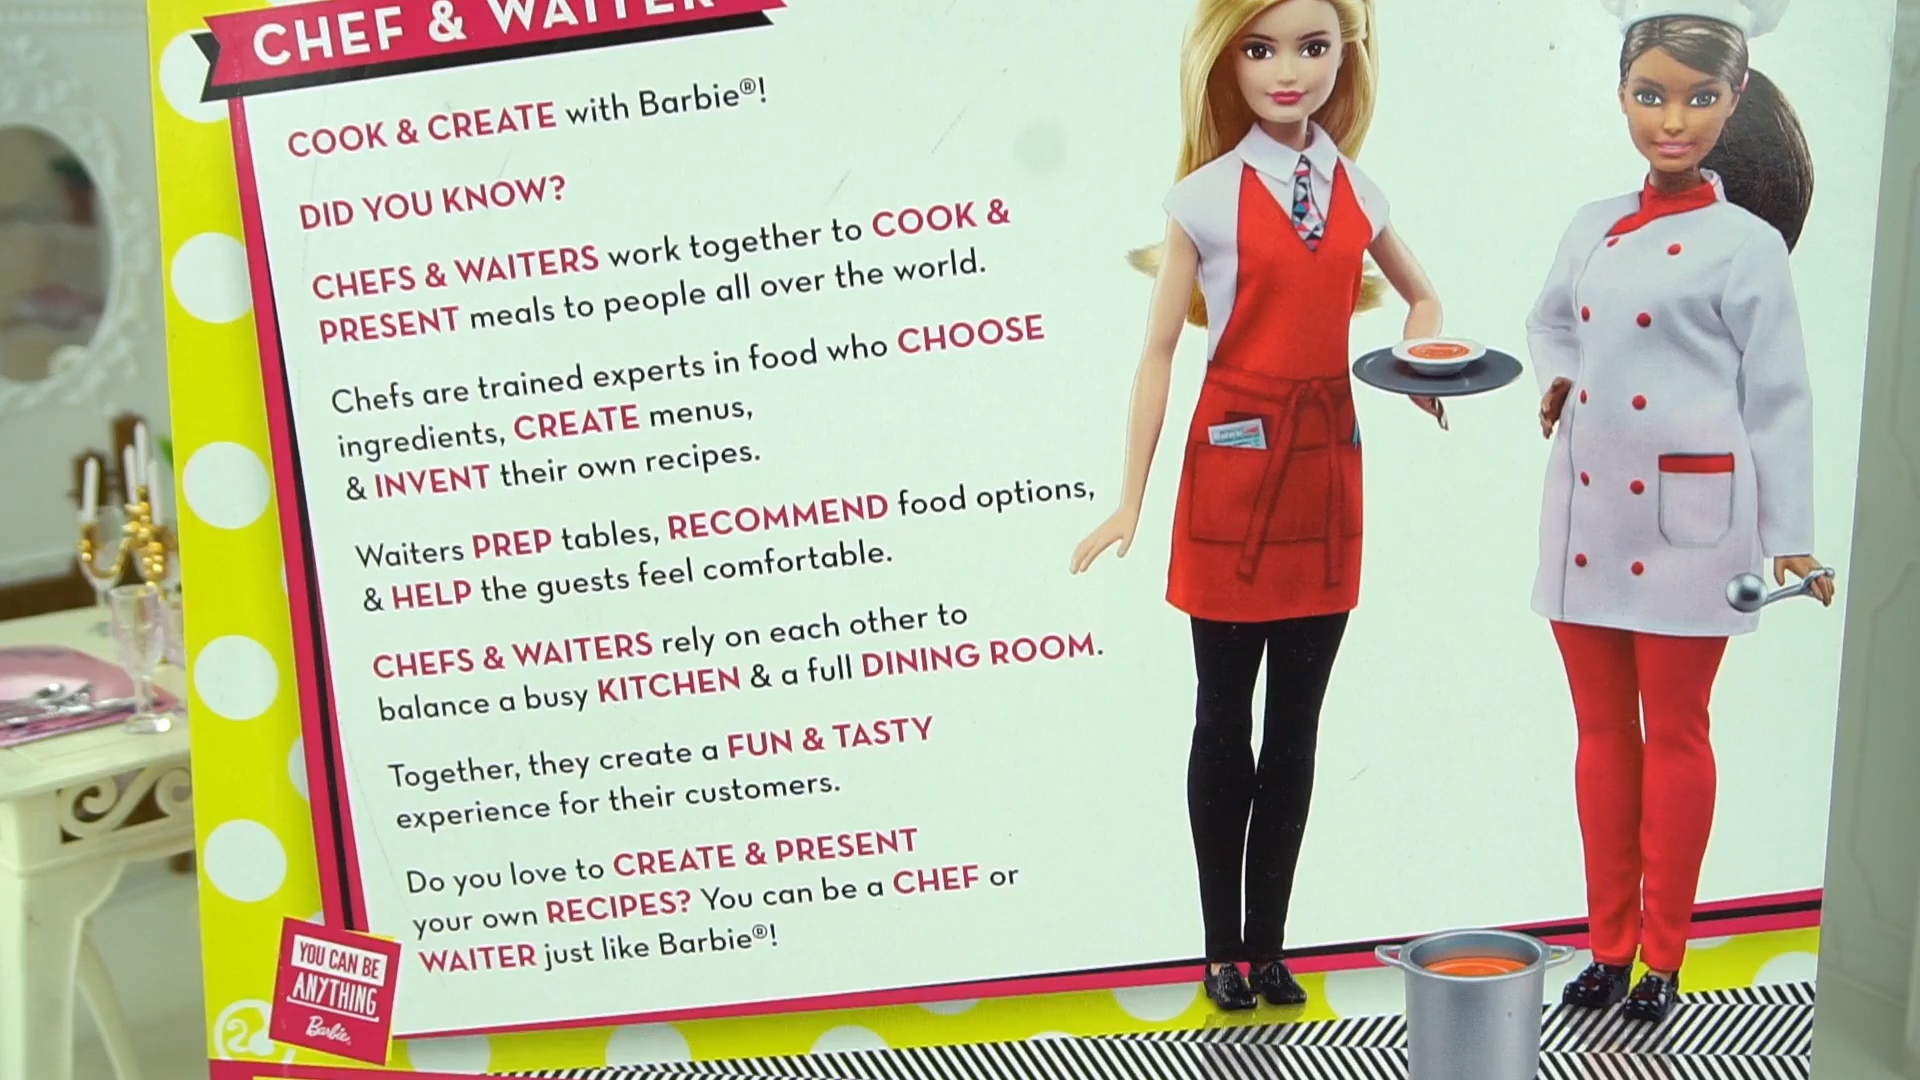 CHEF & WAITER
COOK & CREATE with Barbie®!
DID YOU KNOW?
CHEFS & WAITERS work together to COOK &
PRESENT meals to people all over the world.
Chefs are trained experts in food who CHOOSE
ingredients, CREATE menus,
& INVENT their own recipes.
Waiters PREP tables, RECOMMEND food options,
& HELP the guests feel comfortable.
CHEFS & WAITERS rely on each other to
balance a busy KITCHEN & a full DINING ROOM.
Together, they create a FUN & TASTY
experience for their customers.
Do you love to CREATE & PRESENT
your own RECIPES? You can be a CHEF or
WAITER just like Barbie®!
YOU CAN BE
ANYTHING
Barbie